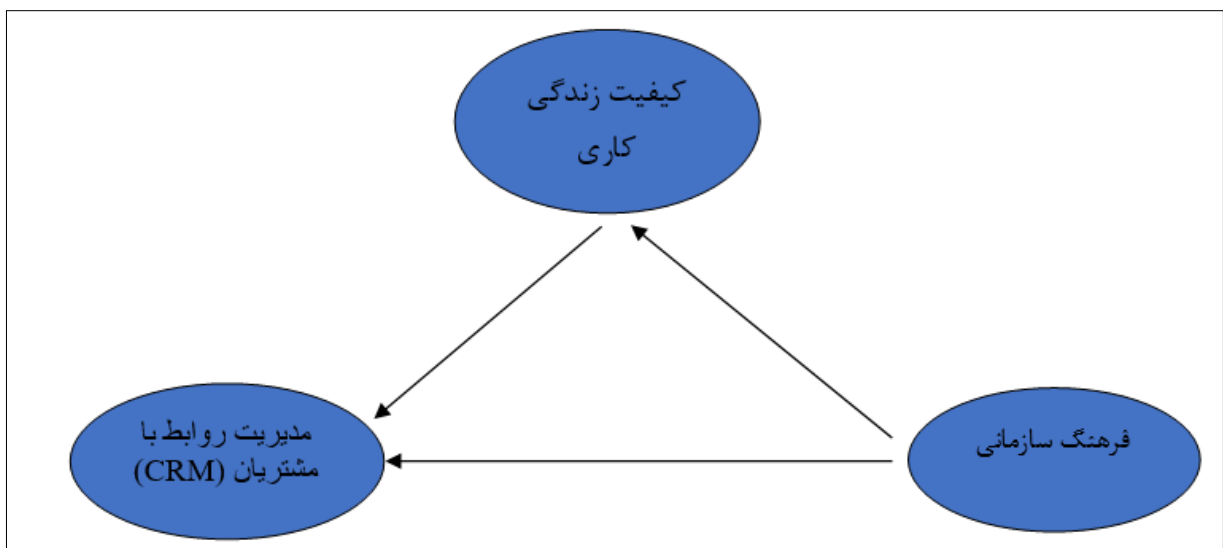 کیفیت زندگی
کاری
فرهنگ سازمانی
مدیریت روابط با
مشتریان (CRM)